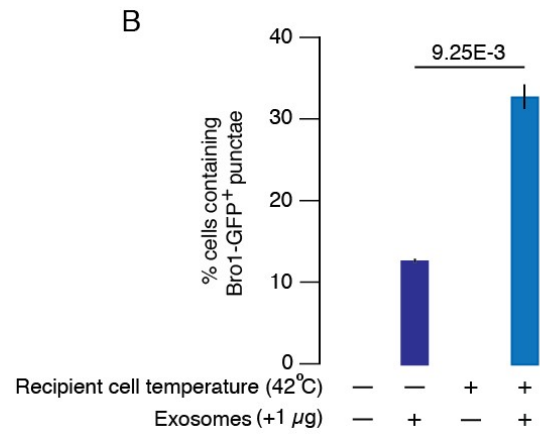 B
40
9.25E-3
30
20
10
0
% cells containing
Bro1-GFP+ punctae
Recipient cell temperature (42°C) — — + +
Exosomes (+1 µg) — + — +